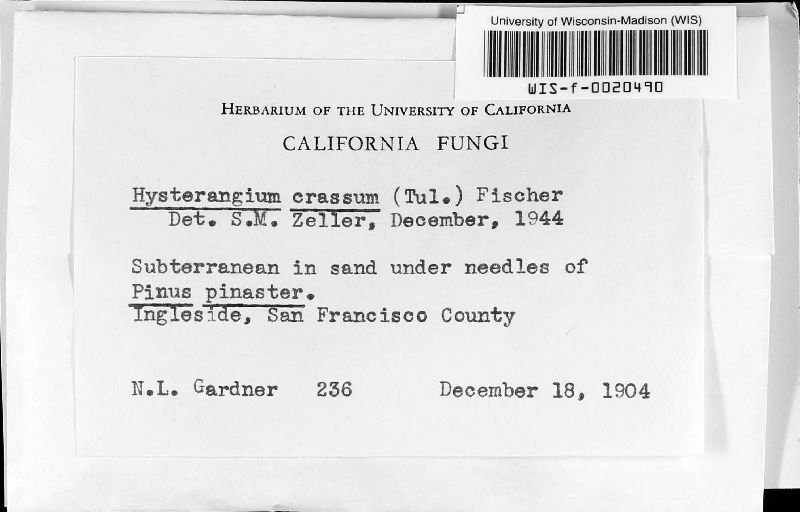 University of Wisconsin-Madison (WIS)
WIS-f-0020490
HERBARIUM OF THE UNIVERSITY OF CALIFORNIA
CALIFORNIA FUNGI
Hysterangium crassum (Tul.) Fischer
Det. S.M. Zeller, December, 1944
Subterranean in sand under needles of
Pinus pinaster.
Ingleside, San Francisco County
N.L. Gardner 236 December 18, 1904